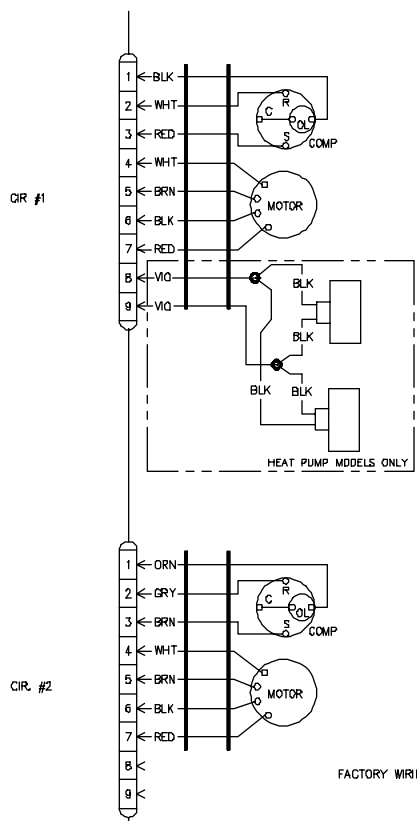 1 BLK
2 WHT R
C OL
3 RED S COMP
4 WHT
CIR #1 5 BRN MOTOR
6 BLK
7 RED
8 VIO
BLK
9 VIO
BLK
BLK BLK
HEAT PUMP MODELS ONLY
1 ORN
2 GRY R
C OL
3 BRN S COMP
4 WHT
CIR. #2 5 BRN MOTOR
6 BLK
7 RED
8
FACTORY WIRII
9